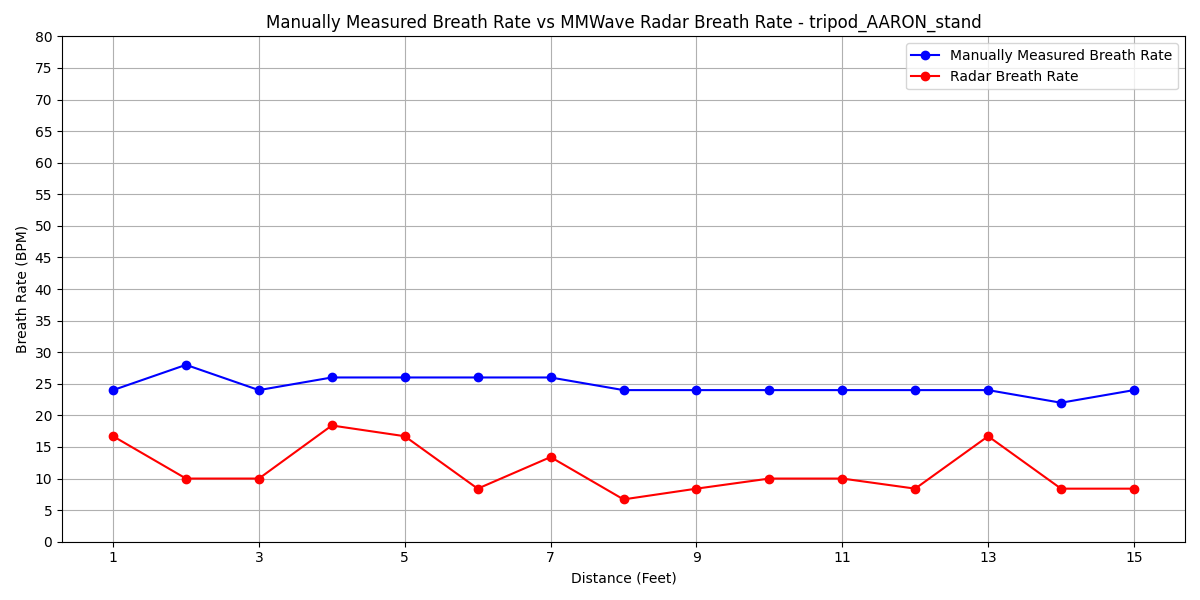 Manually Measured Breath Rate vs MMWave Radar Breath Rate - tripod_AARON_stand
Manually Measured Breath Rate
Radar Breath Rate
Breath Rate (BPM)
80
75
70
65
60
55
50
45
40
35
30
25
20
15
10
5
0
1 3 5 7 9 11 13 15
Distance (Feet)